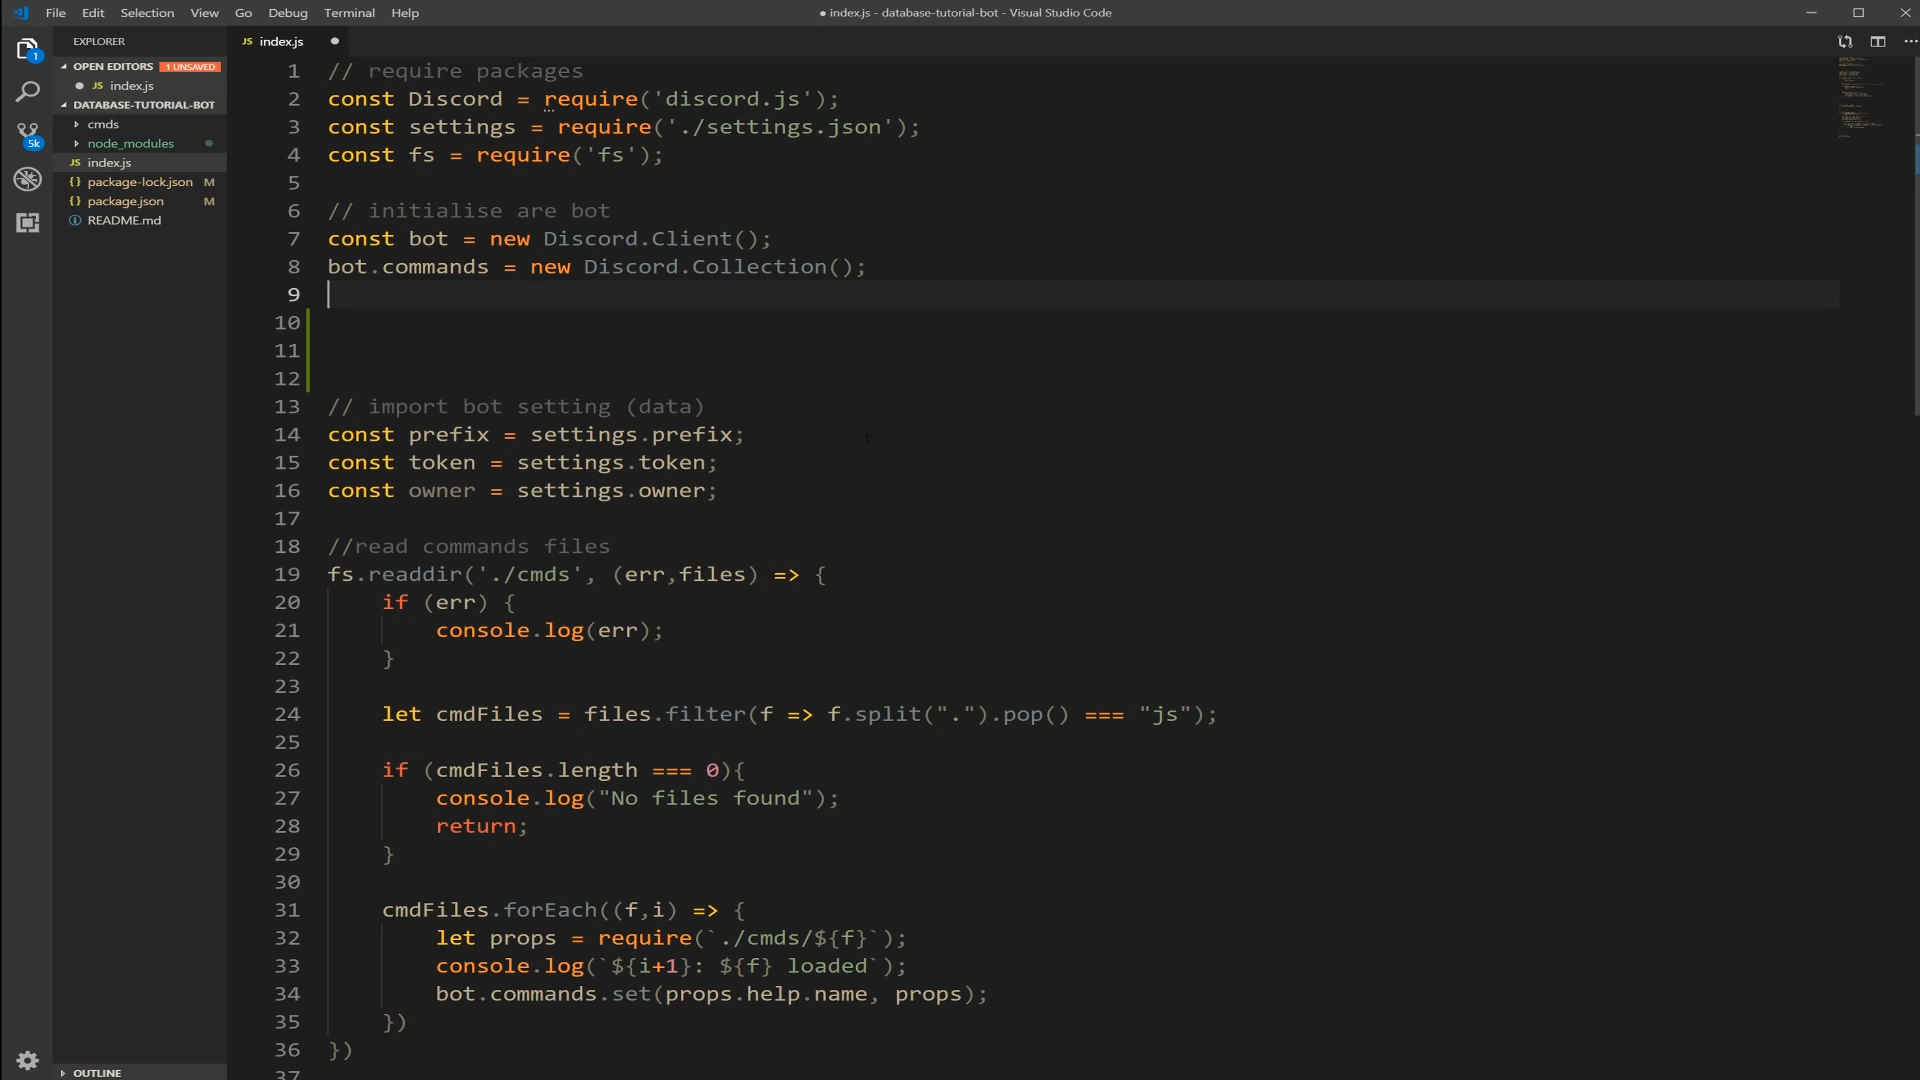 File Edit Selection View Go Debug Terminal Help
● index.js - database-tutorial-bot - Visual Studio Code
EXPLORER
OPEN EDITORS 1 UNSAVED
JS index.js
DATABASE-TUTORIAL-BOT
cmds
node_modules
JS index.js
{} package-lock.json M
{} package.json M
README.md
OUTLINE
1
5k
JS index.js
1 // require packages
2 const Discord = require('discord.js');
3 const settings = require('./settings.json');
4 const fs = require('fs');
5
6 // initialise are bot
7 const bot = new Discord.Client();
8 bot.commands = new Discord.Collection();
9
10
11
12
13 // import bot setting (data)
14 const prefix = settings.prefix;
15 const token = settings.token;
16 const owner = settings.owner;
17
18 //read commands files
19 fs.readdir('./cmds', (err,files) => {
20 if (err) {
21 console.log(err);
22 }
23
24 let cmdFiles = files.filter(f => f.split(".").pop() === "js");
25
26 if (cmdFiles.length === 0){
27 console.log("No files found");
28 return;
29 }
30
31 cmdFiles.forEach((f,i) => {
32 let props = require(`./cmds/${f}`);
33 console.log(`${i+1}: ${f} loaded`);
34 bot.commands.set(props.help.name, props);
35 })
36 })
37